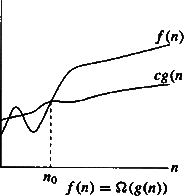 f(n)
cg(n
n
n₀
f(n) = Ω(g(n))